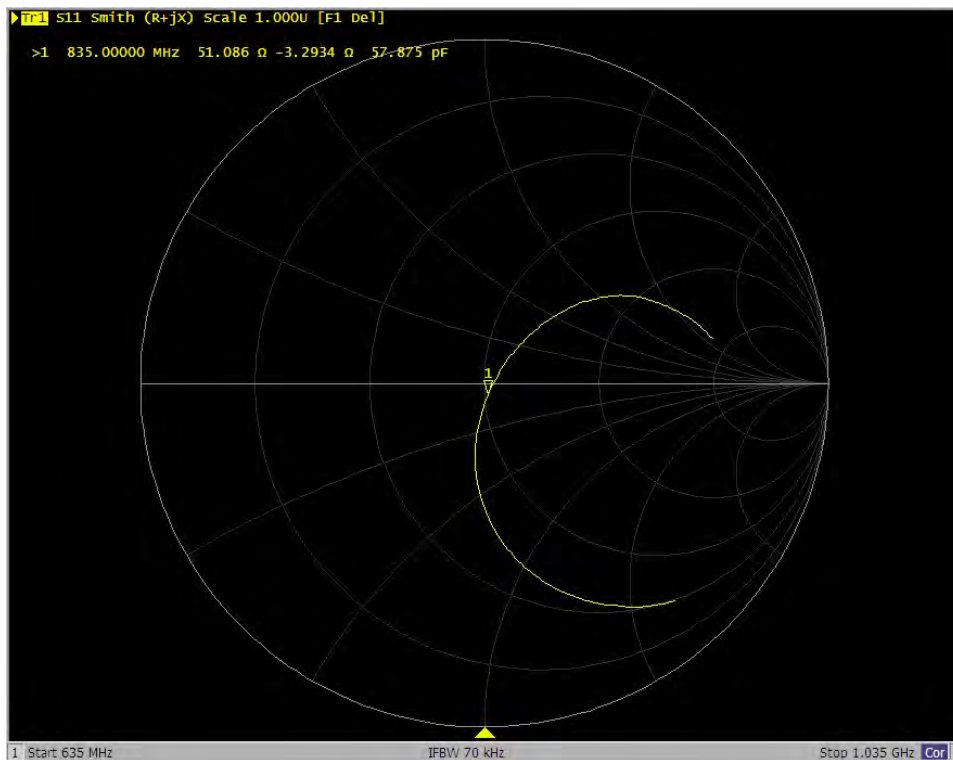 Tr1 S11 Smith (R+jX) Scale 1.000U [F1 Del]
>1 835.00000 MHz 51.086 Ω -3.2934 Ω 57.875 pF
1
1 Start 635 MHz IFBW 70 kHz Stop 1.035 GHz Cor